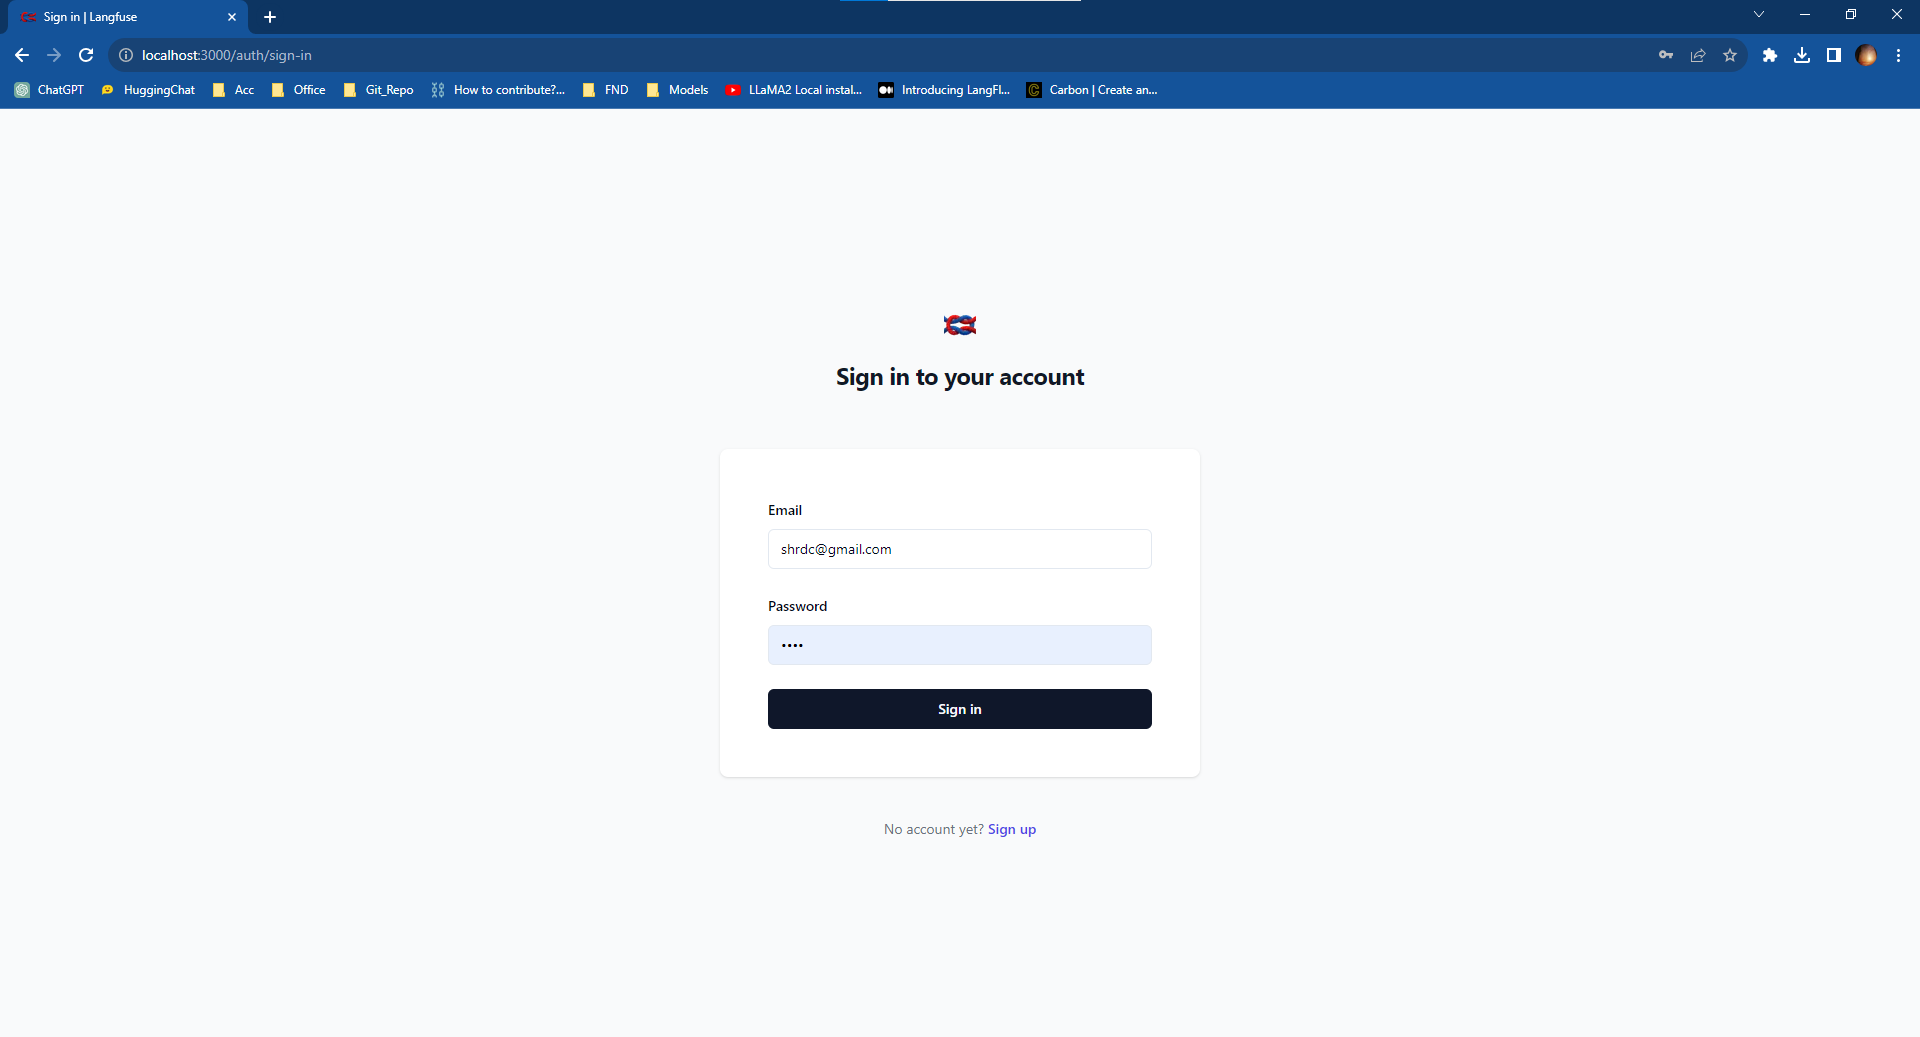 Sign in | Langfuse
localhost:3000/auth/sign-in
ChatGPT HuggingChat Acc Office Git_Repo How to contribute?... FND Models LLaMA2 Local instal... Introducing LangFl... Carbon | Create an...
Sign in to your account
Email
shrdc@gmail.com
Password
••••
Sign in
No account yet? Sign up